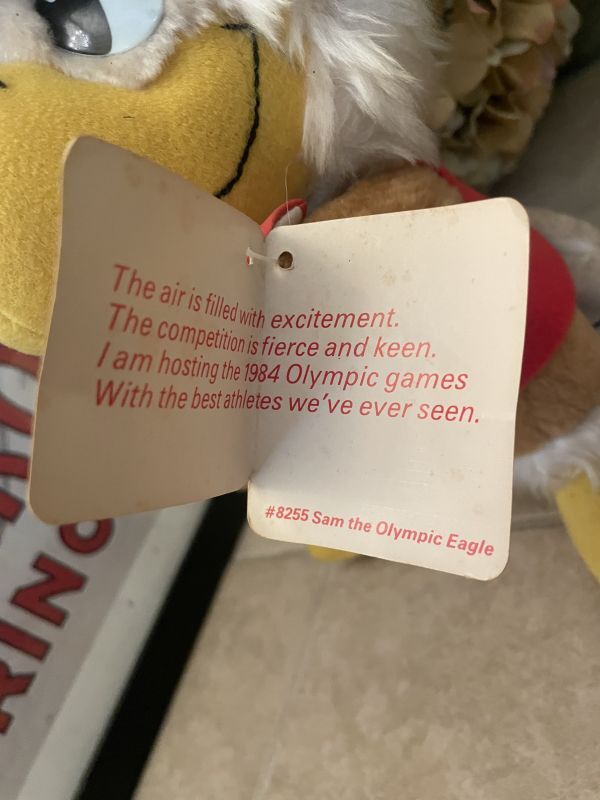 The air is filled with excitement.
The competition is fierce and keen.
I am hosting the 1984 Olympic games
With the best athletes we've ever seen.
#8255 Sam the Olympic Eagle